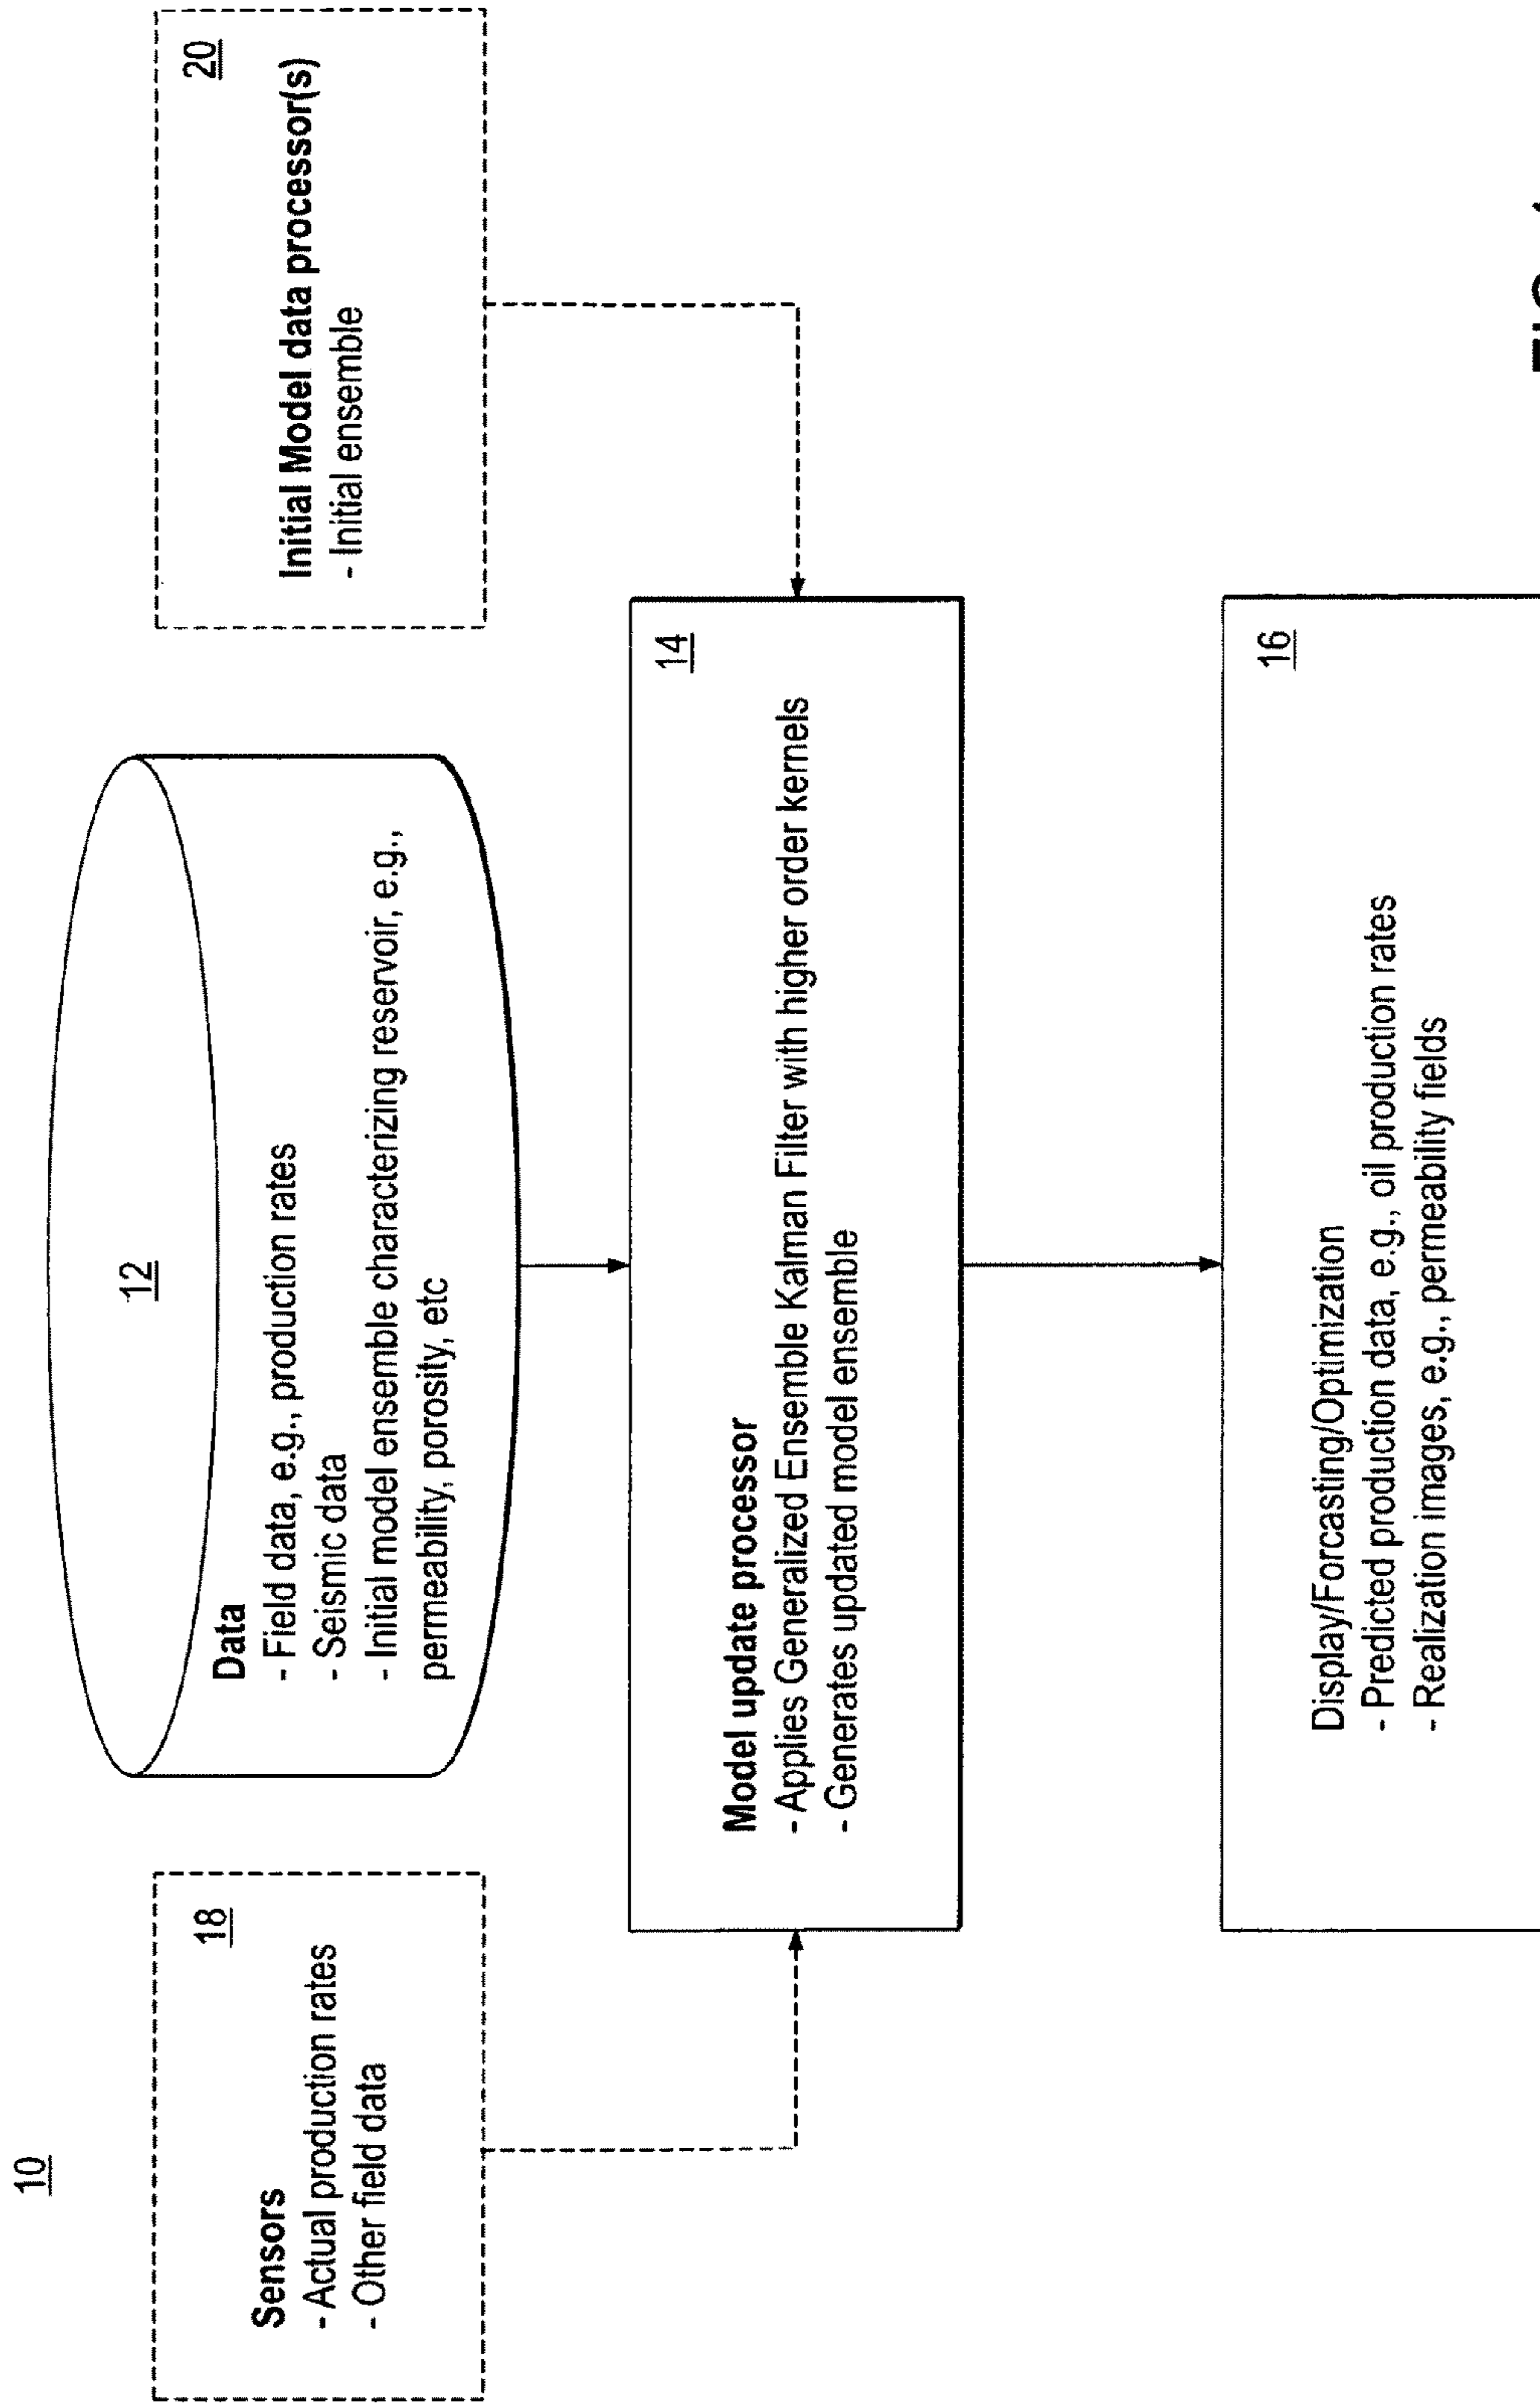 10
18
Sensors
- Actual production rates
- Other field data
12
Data
- Field data, e.g., production rates
- Seismic data
- Initial model ensemble characterizing reservoir, e.g.,
permeability, porosity, etc
20
Initial Model data processor(s)
- Initial ensemble
14
Model update processor
- Applies Generalized Ensemble Kalman Filter with higher order kernels
- Generates updated model ensemble
16
Display/Forcasting/Optimization
- Predicted production data, e.g., oil production rates
- Realization images, e.g., permeability fields